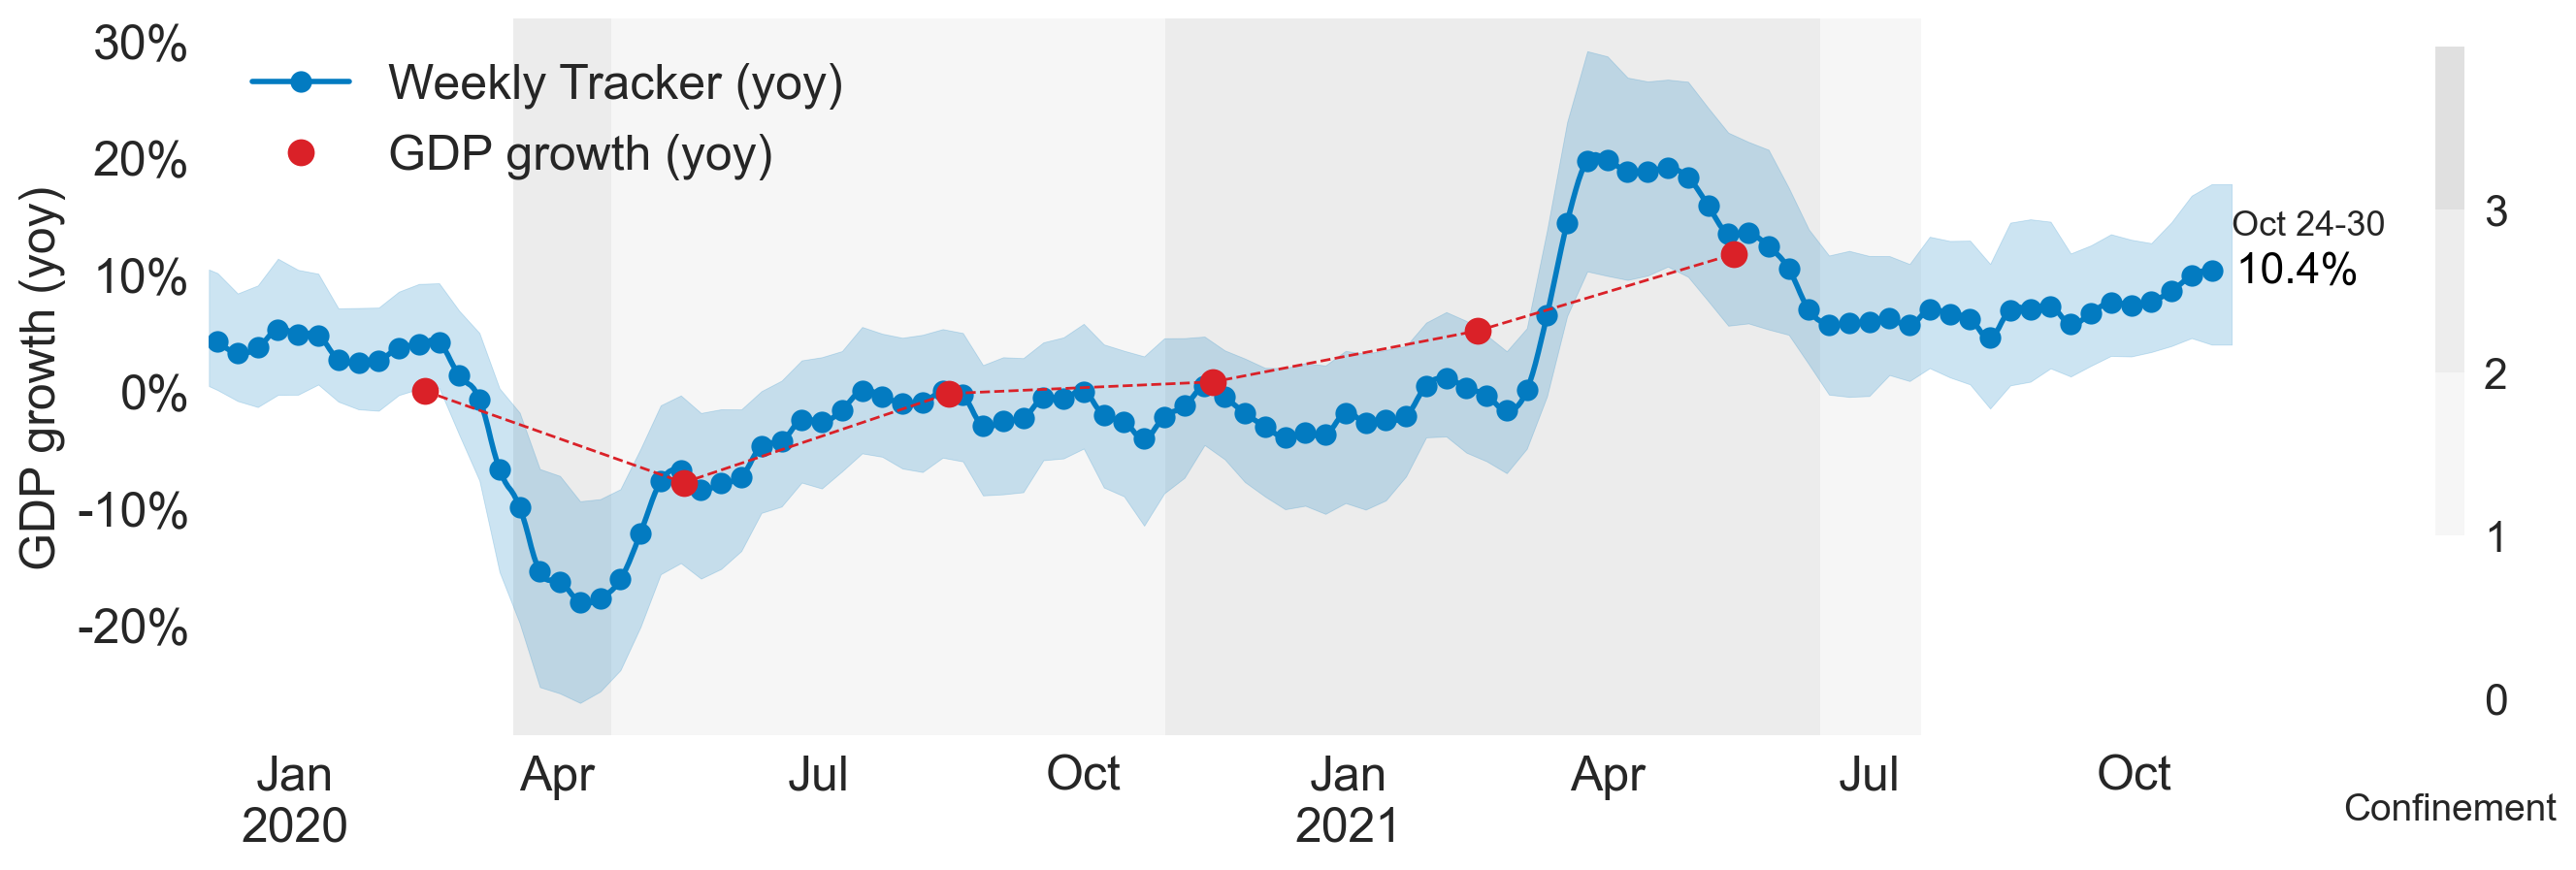 30%
20%
10%
0%
-10%
-20%
GDP growth (yoy)
Weekly Tracker (yoy)
GDP growth (yoy)
Oct 24-30
10.4%
3
2
1
0
Jan Apr Jul Oct Jan Apr Jul Oct
2020 2021
Confinement